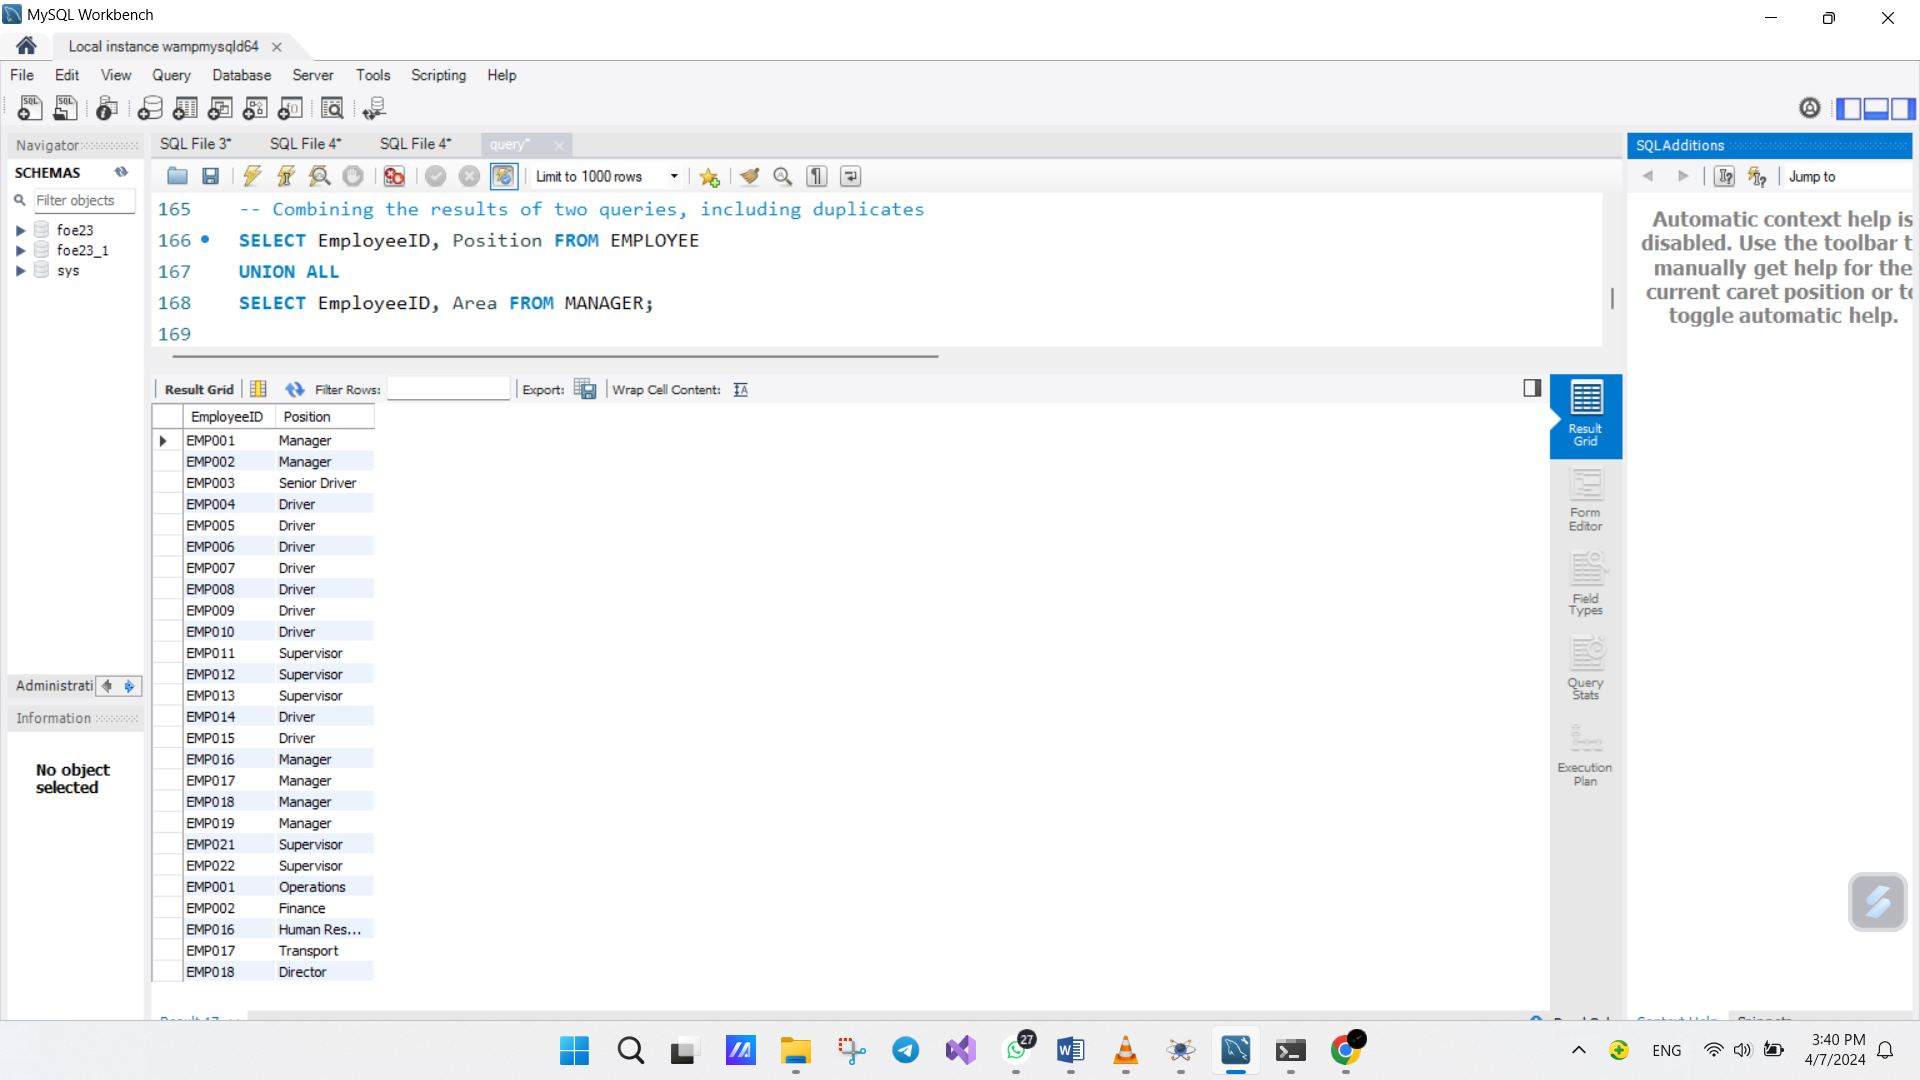 MySQL Workbench
Local instance wampmysqld64
File Edit View Query Database Server Tools Scripting Help
Navigator
SCHEMAS
Filter objects
foe23
foe23_1
sys
Administrati
Information
No object
selected
SQL File 3* SQL File 4* SQL File 4* query*
Limit to 1000 rows
165 -- Combining the results of two queries, including duplicates
166 SELECT EmployeeID, Position FROM EMPLOYEE
167 UNION ALL
168 SELECT EmployeeID, Area FROM MANAGER;
169
Result Grid Filter Rows: Export: Wrap Cell Content:
EmployeeID Position
EMP001 Manager
EMP002 Manager
EMP003 Senior Driver
EMP004 Driver
EMP005 Driver
EMP006 Driver
EMP007 Driver
EMP008 Driver
EMP009 Driver
EMP010 Driver
EMP011 Supervisor
EMP012 Supervisor
EMP013 Supervisor
EMP014 Driver
EMP015 Driver
EMP016 Manager
EMP017 Manager
EMP018 Manager
EMP019 Manager
EMP021 Supervisor
EMP022 Supervisor
EMP001 Operations
EMP002 Finance
EMP016 Human Res...
EMP017 Transport
EMP018 Director
Result
Grid
Form
Editor
Field
Types
Query
Stats
Execution
Plan
SQLAdditions
Jump to
Automatic context help is
disabled. Use the toolbar t
manually get help for the
current caret position or to
toggle automatic help.
27
ENG
3:40 PM
4/7/2024